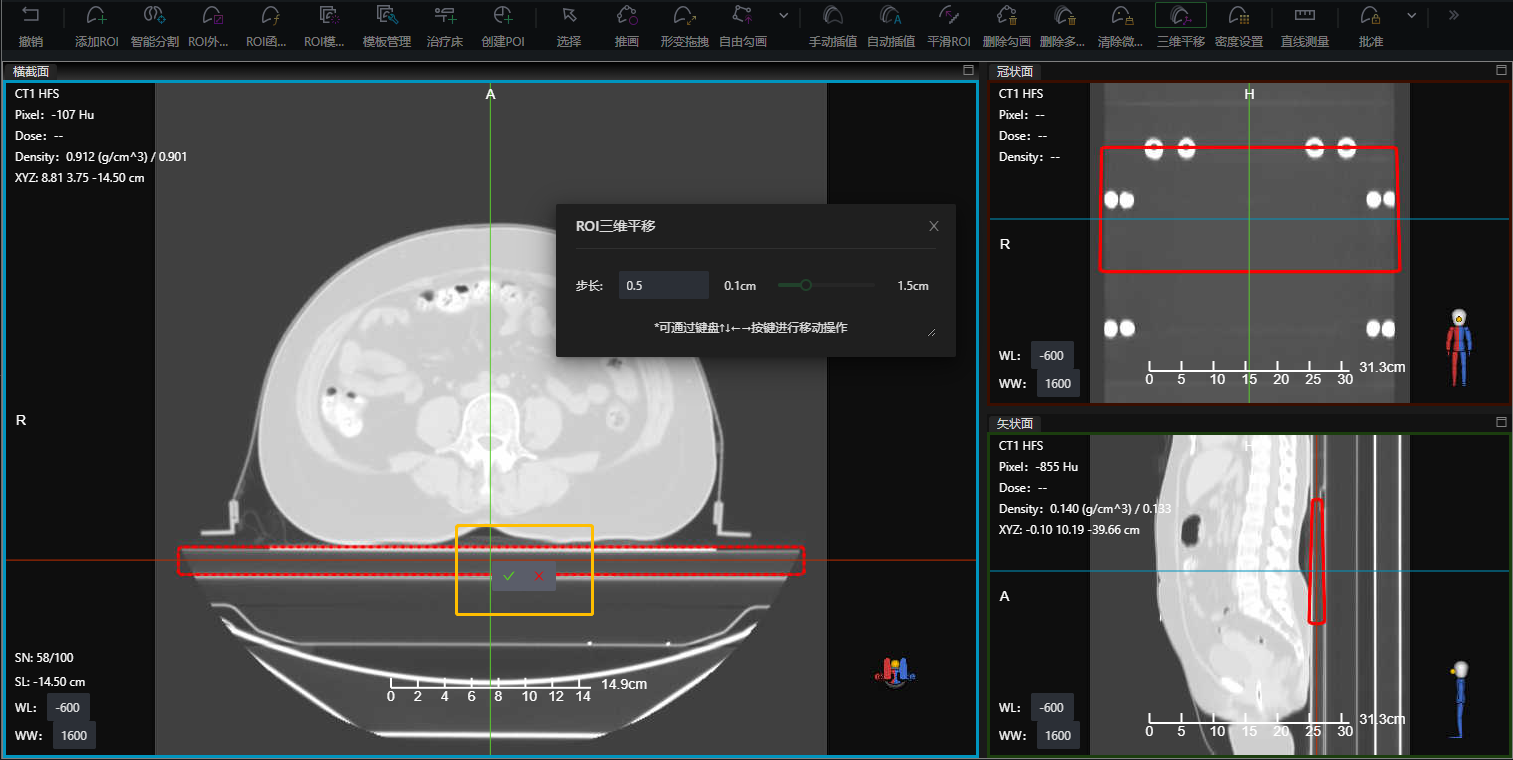 撤销 添加ROI 智能分割 ROI外... ROI函... ROI模... 模板管理 治疗床 创建POI 选择 推画 形变拖拽 自由勾画 手动插值 自动插值 平滑ROI 删除勾画 删除多... 清除微... 三维平移 密度设置 直线测量 批准
横截面
CT1 HFS
Pixel: -107 Hu
Dose: --
Density: 0.912 (g/cm^3) / 0.901
XYZ: 8.81 3.75 -14.50 cm
A
R
ROI三维平移
步长: 0.5 0.1cm 1.5cm
*可通过键盘↑↓←→按键进行移动操作
SN: 58/100
SL: -14.50 cm
WL: -600
WW: 1600
0 2 4 6 8 10 12 14 14.9cm
冠状面
CT1 HFS
Pixel: --
Dose: --
Density: --
H
R
WL: -600
WW: 1600
0 5 10 15 20 25 30 31.3cm
矢状面
CT1 HFS
Pixel: -855 Hu
Dose: --
Density: 0.140 (g/cm^3) / 0.133
XYZ: -0.10 10.19 -39.66 cm
H
A
WL: -600
WW: 1600
0 5 10 15 20 25 30 31.3cm